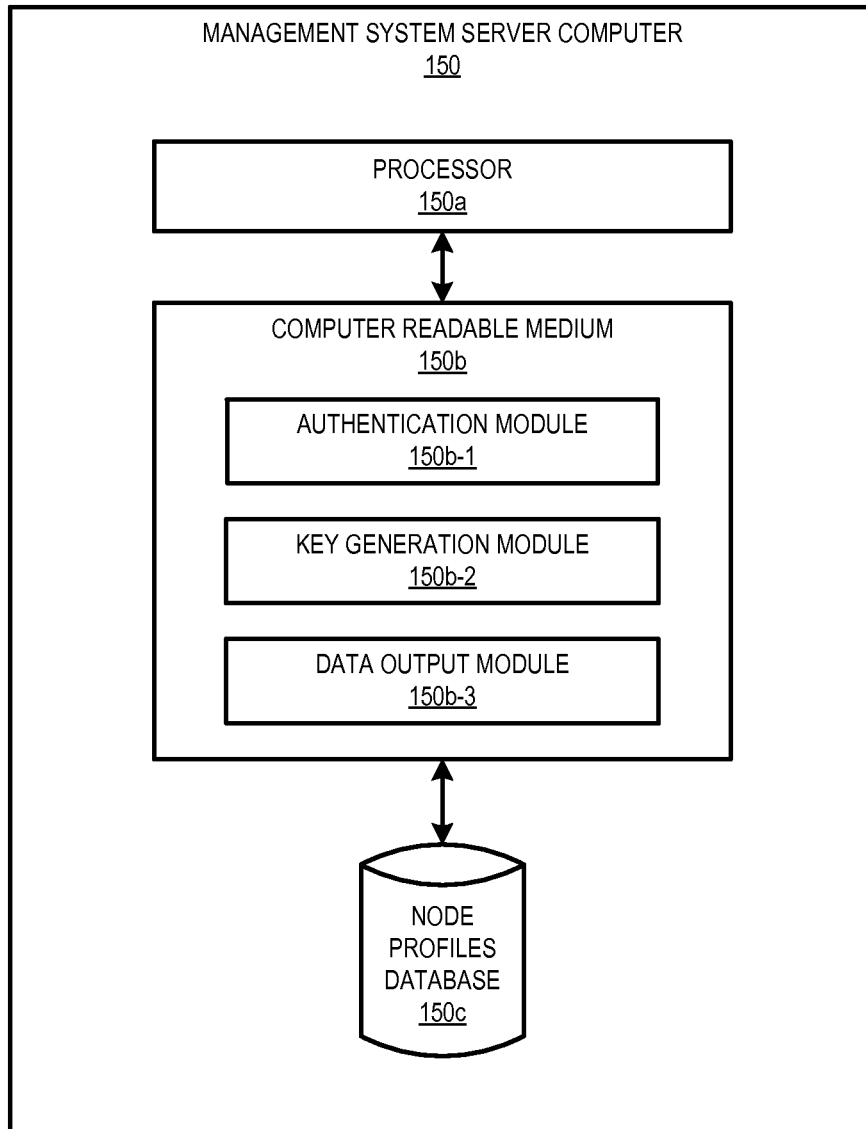 MANAGEMENT SYSTEM SERVER COMPUTER
150
PROCESSOR
150a
COMPUTER READABLE MEDIUM
150b
AUTHENTICATION MODULE
150b-1
KEY GENERATION MODULE
150b-2
DATA OUTPUT MODULE
150b-3
NODE
PROFILES
DATABASE
150c